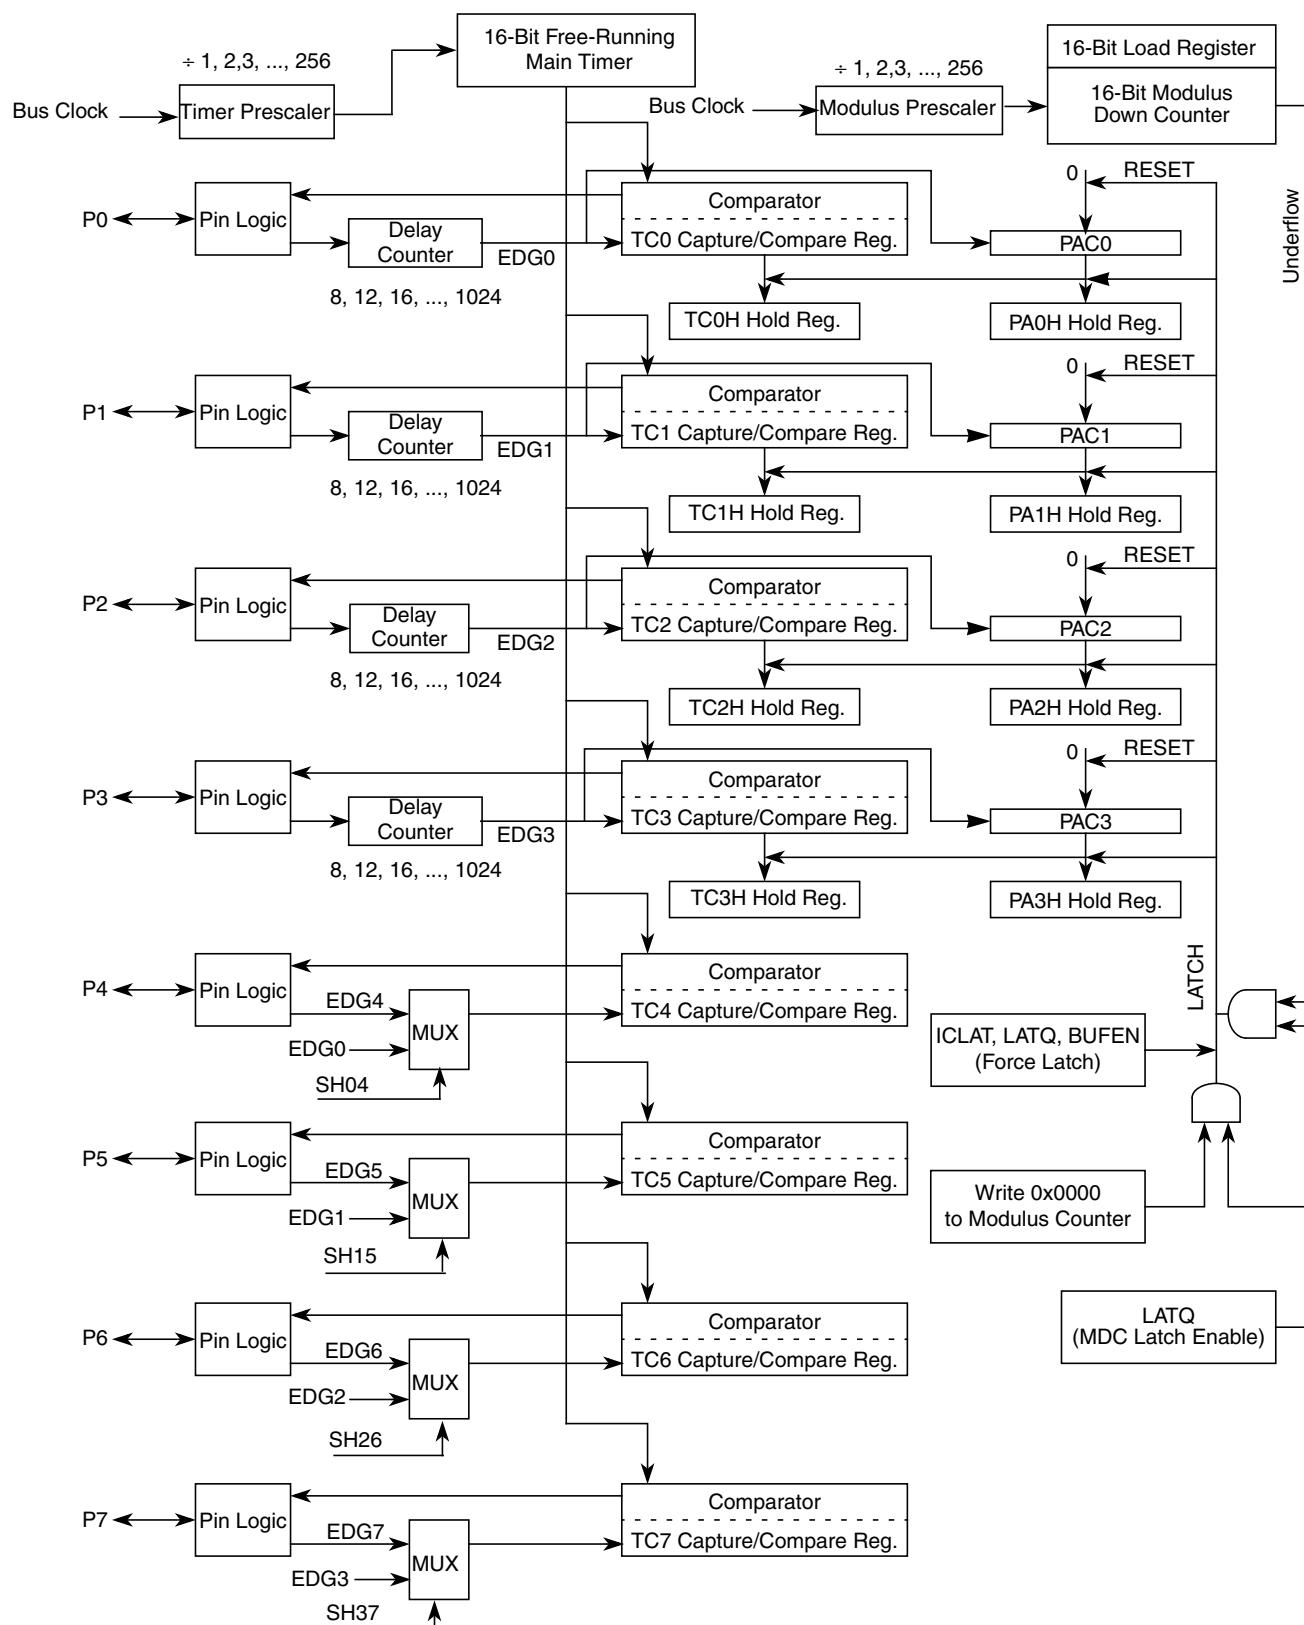 16-Bit Free-Running
Main Timer
16-Bit Load Register
16-Bit Modulus
Down Counter
÷ 1, 2,3, ..., 256
Bus Clock
Timer Prescaler
÷ 1, 2,3, ..., 256
Bus Clock
Modulus Prescaler
Underflow
P0
Pin Logic
Delay
Counter
EDG0
8, 12, 16, ..., 1024
Comparator
TC0 Capture/Compare Reg.
TC0H Hold Reg.
0
RESET
PAC0
PA0H Hold Reg.
P1
Pin Logic
Delay
Counter
EDG1
8, 12, 16, ..., 1024
Comparator
TC1 Capture/Compare Reg.
TC1H Hold Reg.
0
RESET
PAC1
PA1H Hold Reg.
P2
Pin Logic
Delay
Counter
EDG2
8, 12, 16, ..., 1024
Comparator
TC2 Capture/Compare Reg.
TC2H Hold Reg.
0
RESET
PAC2
PA2H Hold Reg.
P3
Pin Logic
Delay
Counter
EDG3
8, 12, 16, ..., 1024
Comparator
TC3 Capture/Compare Reg.
TC3H Hold Reg.
0
RESET
PAC3
PA3H Hold Reg.
LATCH
P4
Pin Logic
EDG4
EDG0
MUX
SH04
Comparator
TC4 Capture/Compare Reg.
ICLAT, LATQ, BUFEN
(Force Latch)
P5
Pin Logic
EDG5
EDG1
MUX
SH15
Comparator
TC5 Capture/Compare Reg.
Write 0x0000
to Modulus Counter
P6
Pin Logic
EDG6
EDG2
MUX
SH26
Comparator
TC6 Capture/Compare Reg.
LATQ
(MDC Latch Enable)
P7
Pin Logic
EDG7
EDG3
MUX
SH37
Comparator
TC7 Capture/Compare Reg.